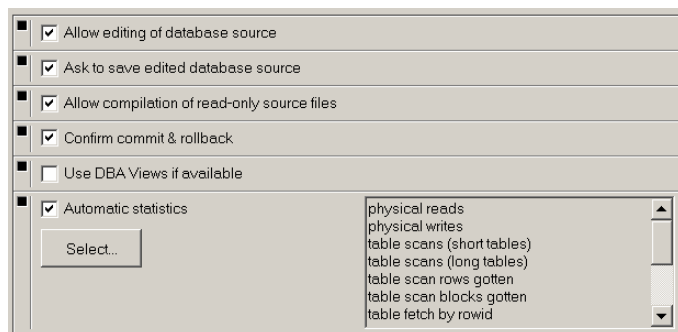 Allow editing of database source
Ask to save edited database source
Allow compilation of read-only source files
Confirm commit & rollback
Use DBA Views if available
Automatic statistics
Select...
physical reads
physical writes
table scans (short tables)
table scans (long tables)
table scan rows gotten
table scan blocks gotten
table fetch by rowid